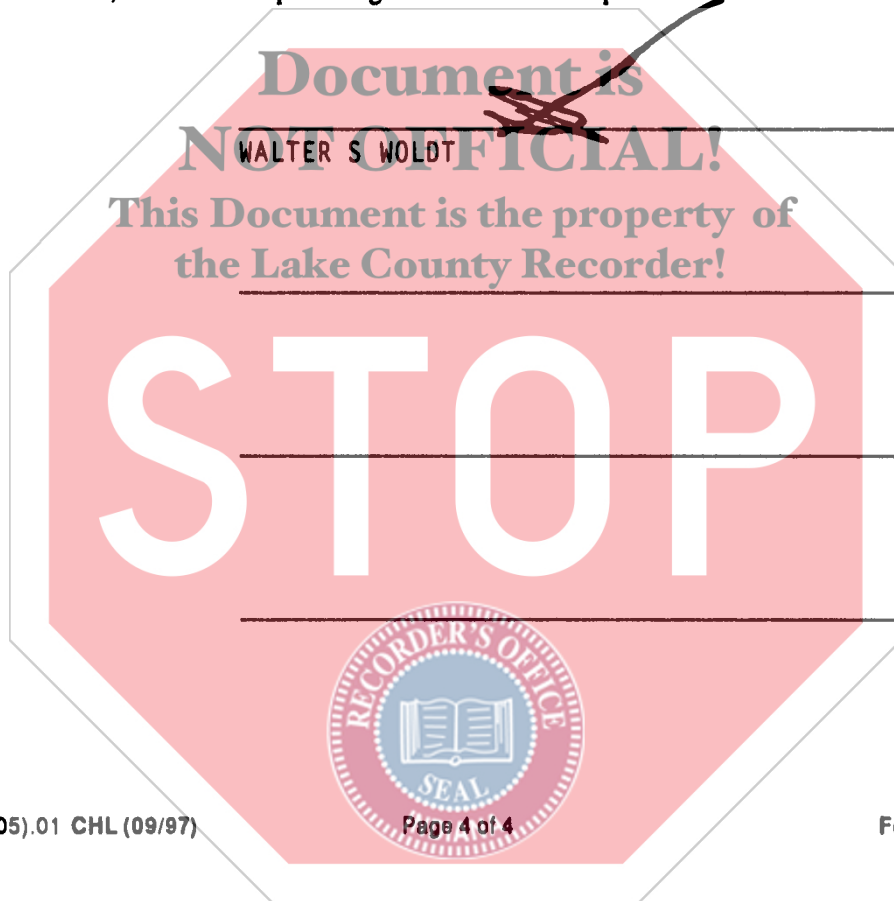 Document is
NOT OFFICIAL!
WALTER S WOLDT
This Document is the property of
the Lake County Recorder!
STOP
RECORDER'S OFFICE
SEAL
05).01 CHL (09/97)
Page 4 of 4